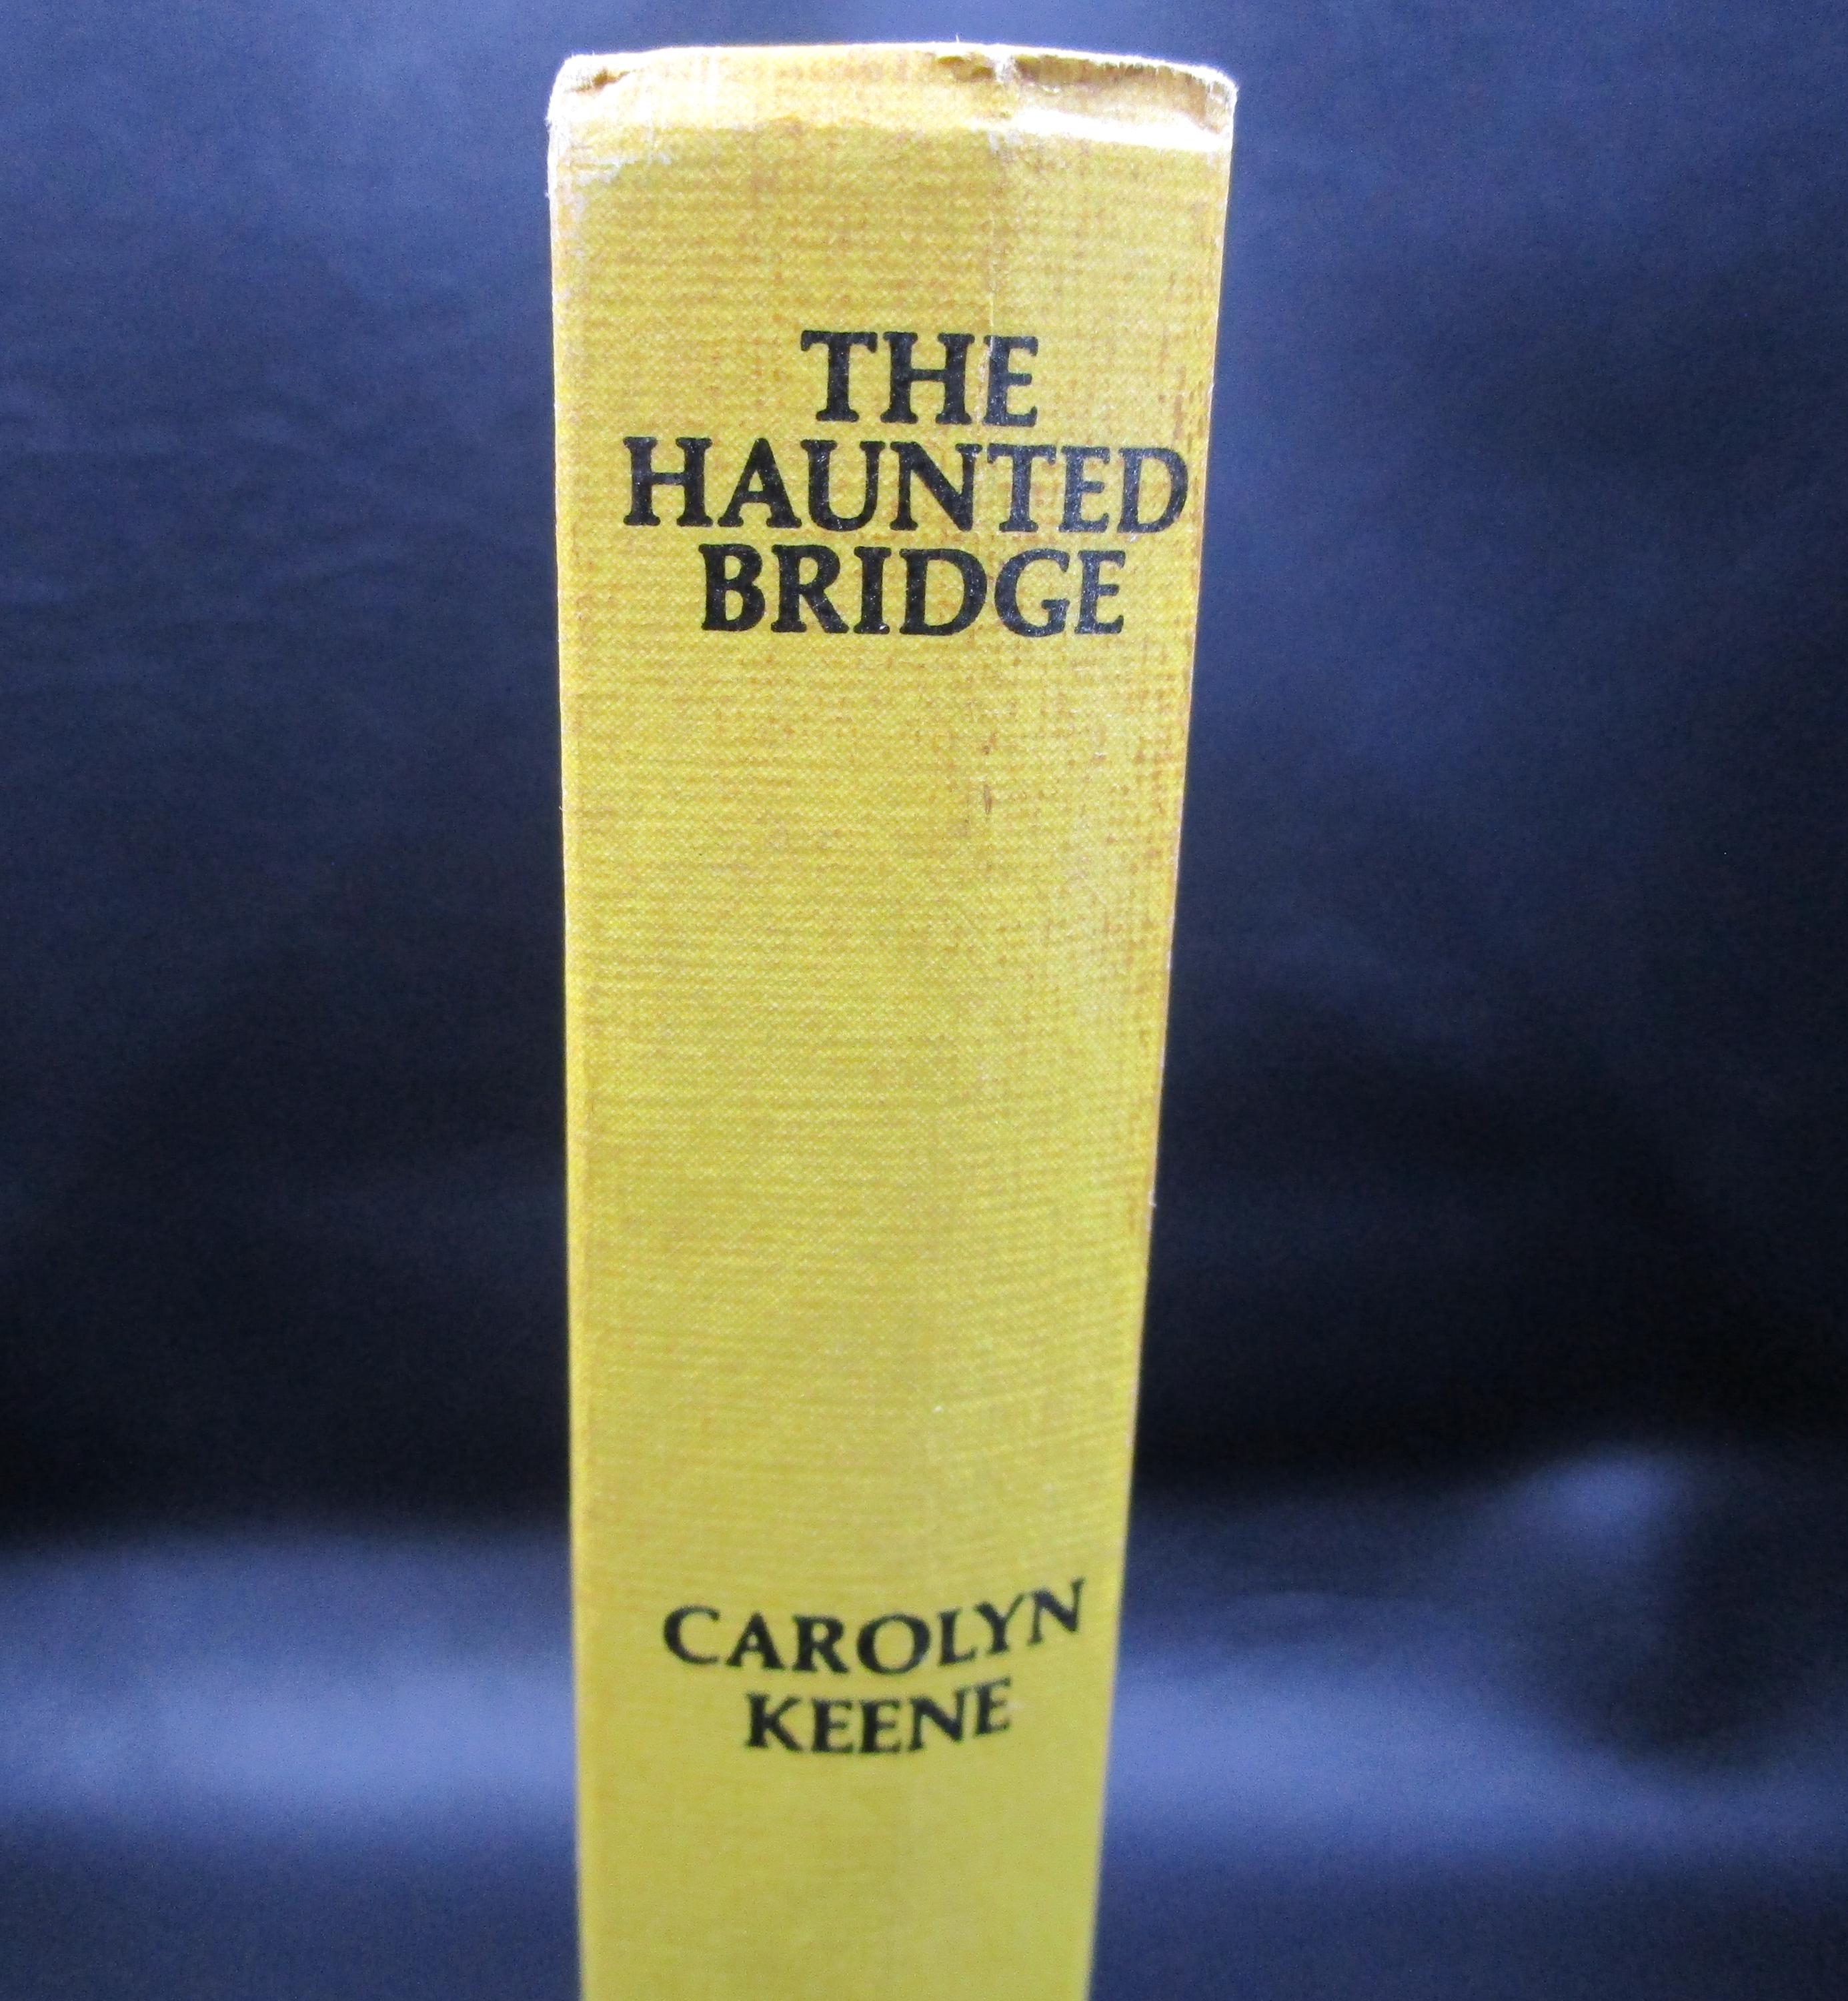 THE
HAUNTED
BRIDGE
CAROLYN
KEENE